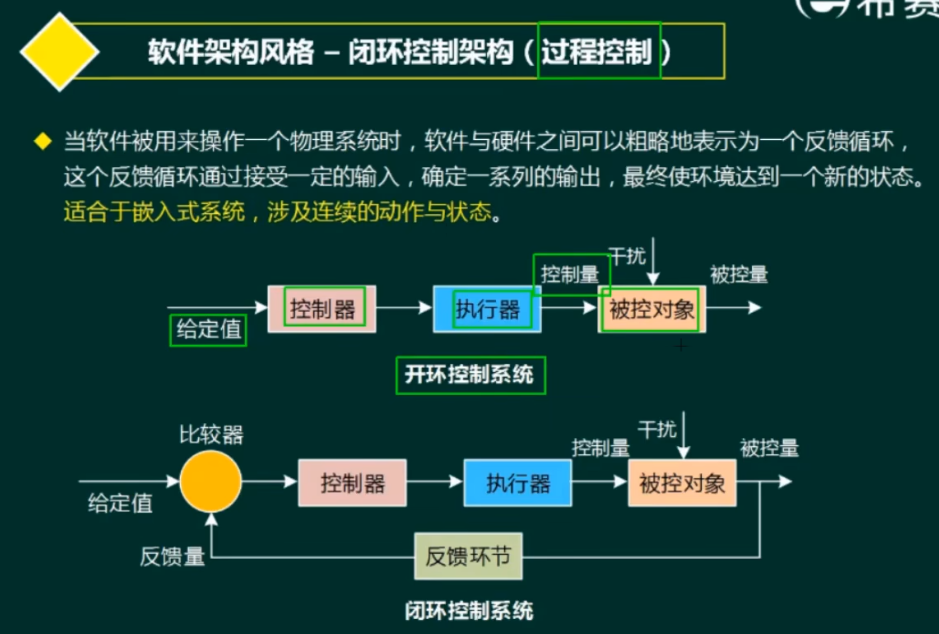 软件架构风格 – 闭环控制架构（过程控制）
当软件被用来操作一个物理系统时，软件与硬件之间可以粗略地表示为一个反馈循环，
这个反馈循环通过接受一定的输入，确定一系列的输出，最终使环境达到一个新的状态。
适合于嵌入式系统，涉及连续的动作与状态。
干扰
控制量
被控量
控制器
执行器
被控对象
给定值
开环控制系统
比较器
干扰
控制量
被控量
控制器
执行器
被控对象
给定值
反馈量
反馈环节
闭环控制系统